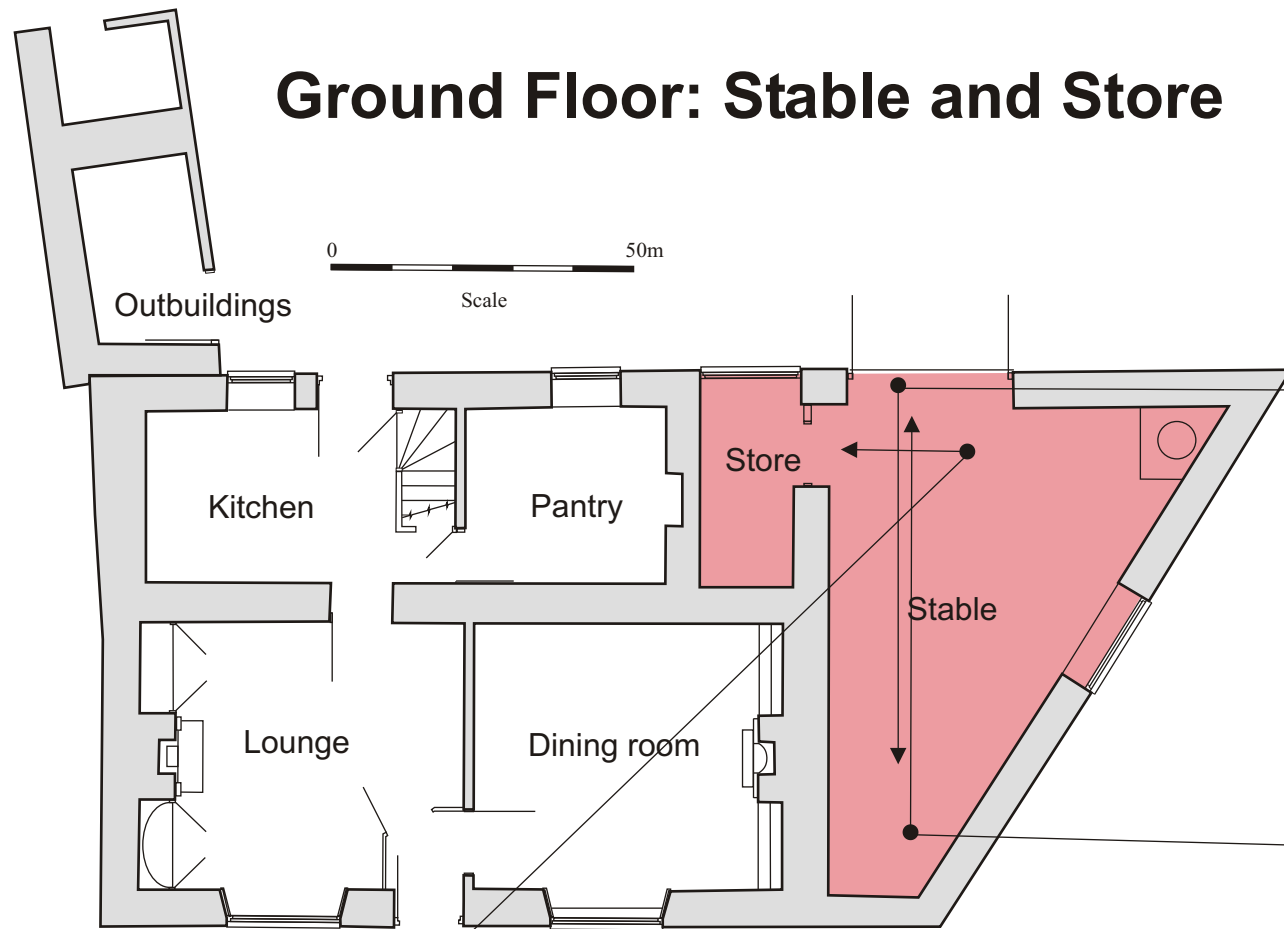 Ground Floor: Stable and Store
0 50m
Scale
Outbuildings
Store
Kitchen
Pantry
Stable
Lounge
Dining room